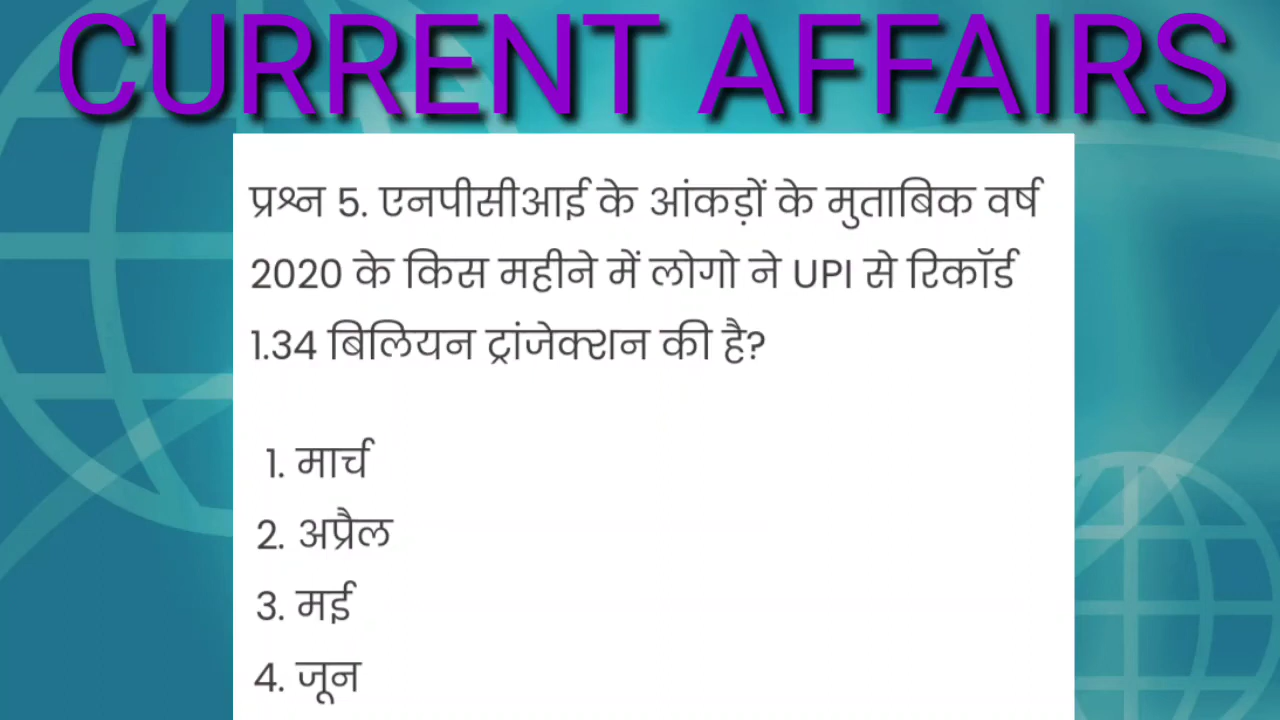 CURRENT AFFAIRS
प्रश्न 5. एनपीसीआई के आंकड़ों के मुताबिक वर्ष
2020 के किस महीने में लोगो ने UPI से रिकॉर्ड
1.34 बिलियन ट्रांजेक्शन की है?
1. मार्च
2. अप्रैल
3. मई
4. जून